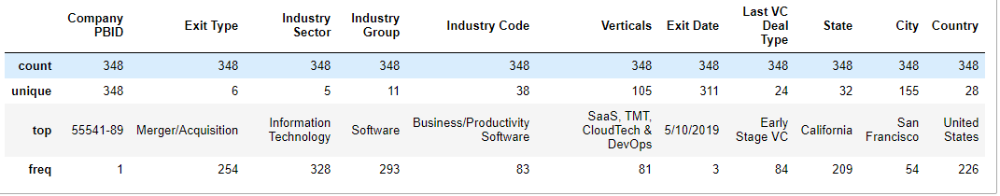 Company PBID Exit Type Industry Sector Industry Group Industry Code Verticals Exit Date Last VC Deal Type State City Country
count 348 348 348 348 348 348 348 348 348 348 348
unique 348 6 5 11 38 105 311 24 32 155 28
top 55541-89 Merger/Acquisition Information Technology Software Business/Productivity Software SaaS, TMT, CloudTech & DevOps 5/10/2019 Early Stage VC California San Francisco United States
freq 1 254 328 293 83 81 3 84 209 54 226